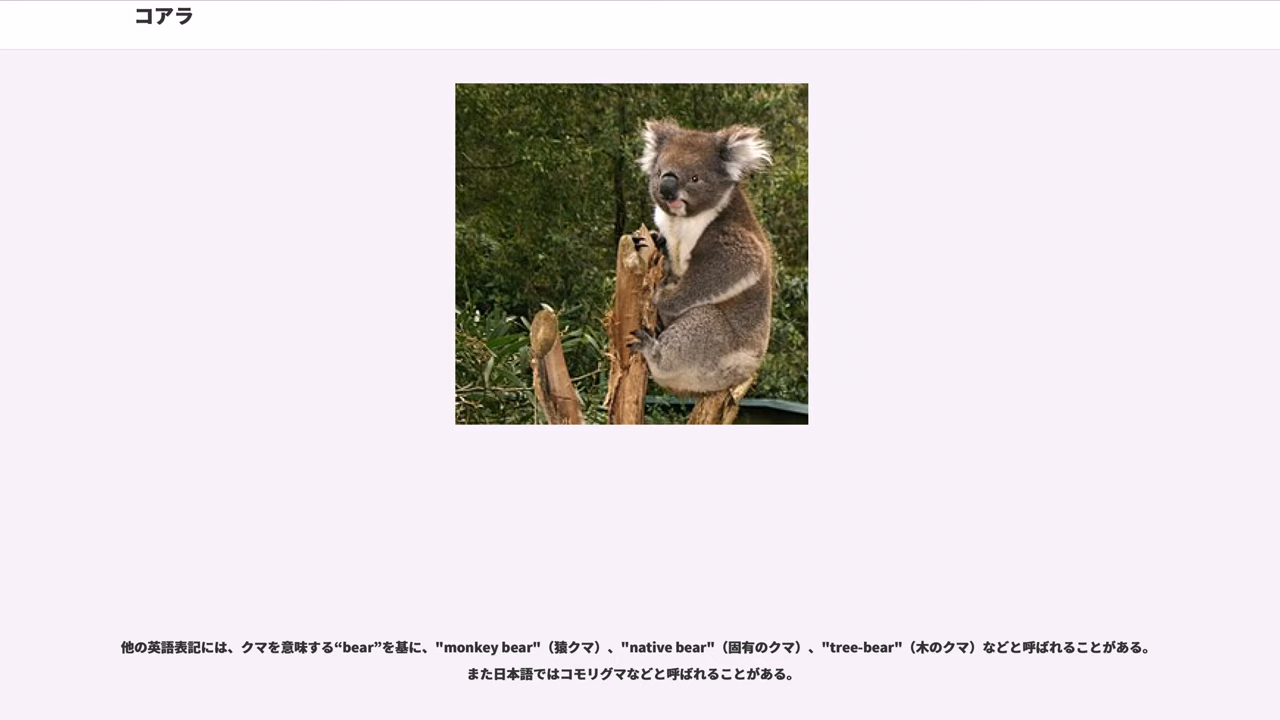 コアラ
他の英語表記には、クマを意味する“bear”を基に、"monkey bear"（猿クマ）、"native bear"（固有のクマ）、"tree-bear"（木のクマ）などと呼ばれることがある。
また日本語ではコモリグマなどと呼ばれることがある。